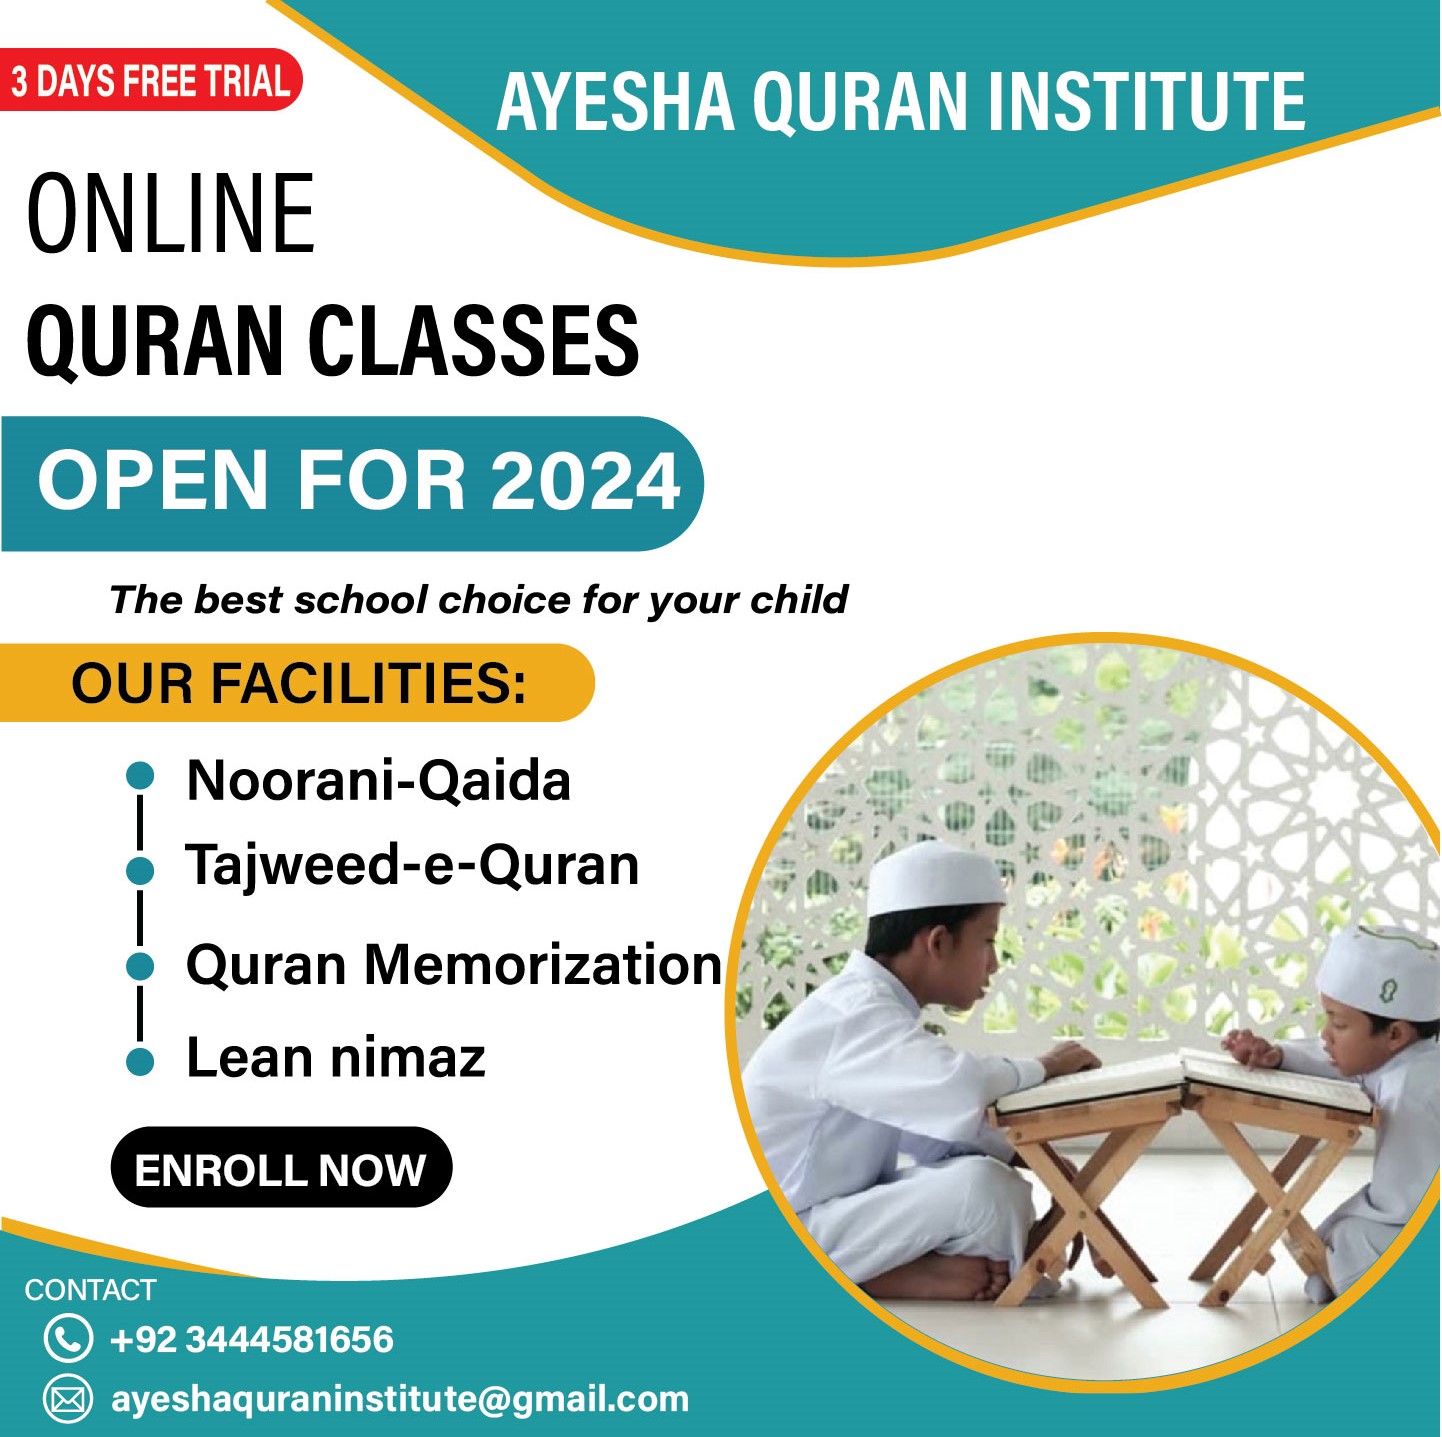 3 DAYS FREE TRIAL
AYESHA QURAN INSTITUTE
ONLINE
QURAN CLASSES
OPEN FOR 2024
The best school choice for your child
OUR FACILITIES:
Noorani-Qaida
Tajweed-e-Quran
Quran Memorization
Lean nimaz
ENROLL NOW
CONTACT
+92 3444581656
ayeshaquraninstitute@gmail.com